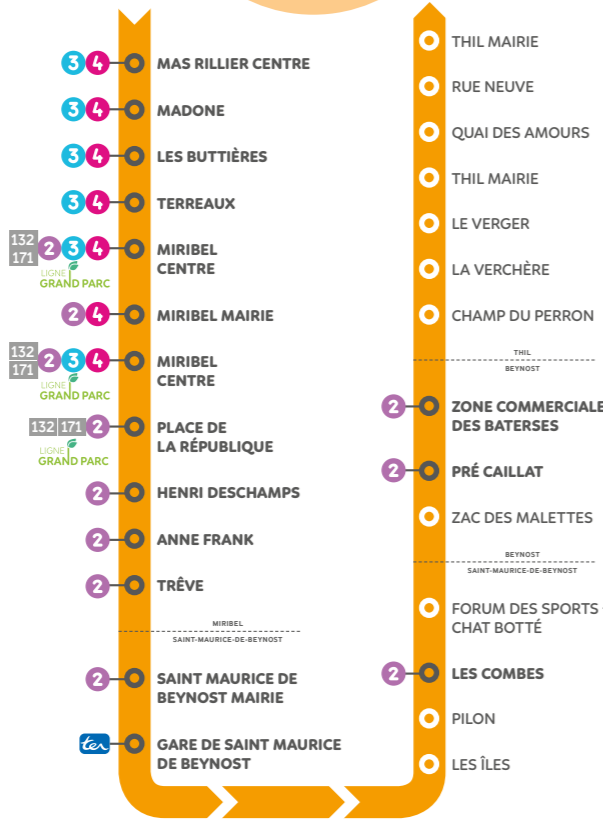 3 4 MAS RILLIER CENTRE
3 4 MADONE
3 4 LES BUTTIÈRES
3 4 TERREAUX
132
171
2 3 4 MIRIBEL
CENTRE
LIGNE
GRAND PARC
2 4 MIRIBEL MAIRIE
132
171
2 3 4 MIRIBEL
CENTRE
LIGNE
GRAND PARC
132 171 2 PLACE DE
LA RÉPUBLIQUE
LIGNE
GRAND PARC
2 HENRI DESCHAMPS
2 ANNE FRANK
2 TRÊVE
MIRIBEL
SAINT-MAURICE-DE-BEYNOST
2 SAINT MAURICE DE
BEYNOST MAIRIE
ter GARE DE SAINT MAURICE
DE BEYNOST
THIL MAIRIE
RUE NEUVE
QUAI DES AMOURS
THIL MAIRIE
LE VERGER
LA VERCHÈRE
CHAMP DU PERRON
THIL
BEYNOST
2 ZONE COMMERCIALE
DES BATERSES
2 PRÉ CAILLAT
ZAC DES MALETTES
BEYNOST
SAINT-MAURICE-DE-BEYNOST
FORUM DES SPORTS
CHAT BOTTÉ
2 LES COMBES
PILON
LES ÎLES